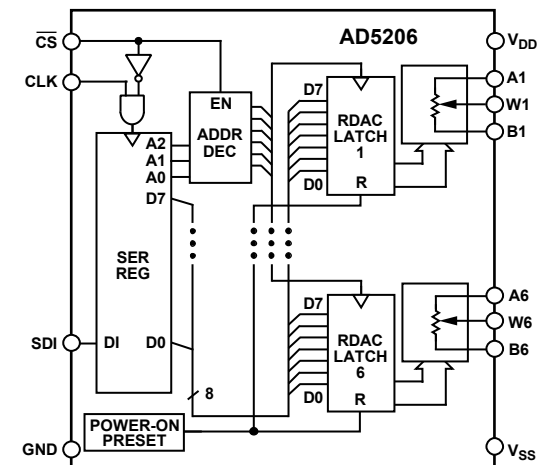 CS
AD5206
VDD
CLK
EN
ADDR
DEC
A2
A1
A0
D7
SER
REG
SDI
DI
D0
8
POWER-ON
PRESET
GND
D7
RDAC
LATCH
1
D0
R
A1
W1
B1
D7
RDAC
LATCH
6
D0
R
A6
W6
B6
VSS